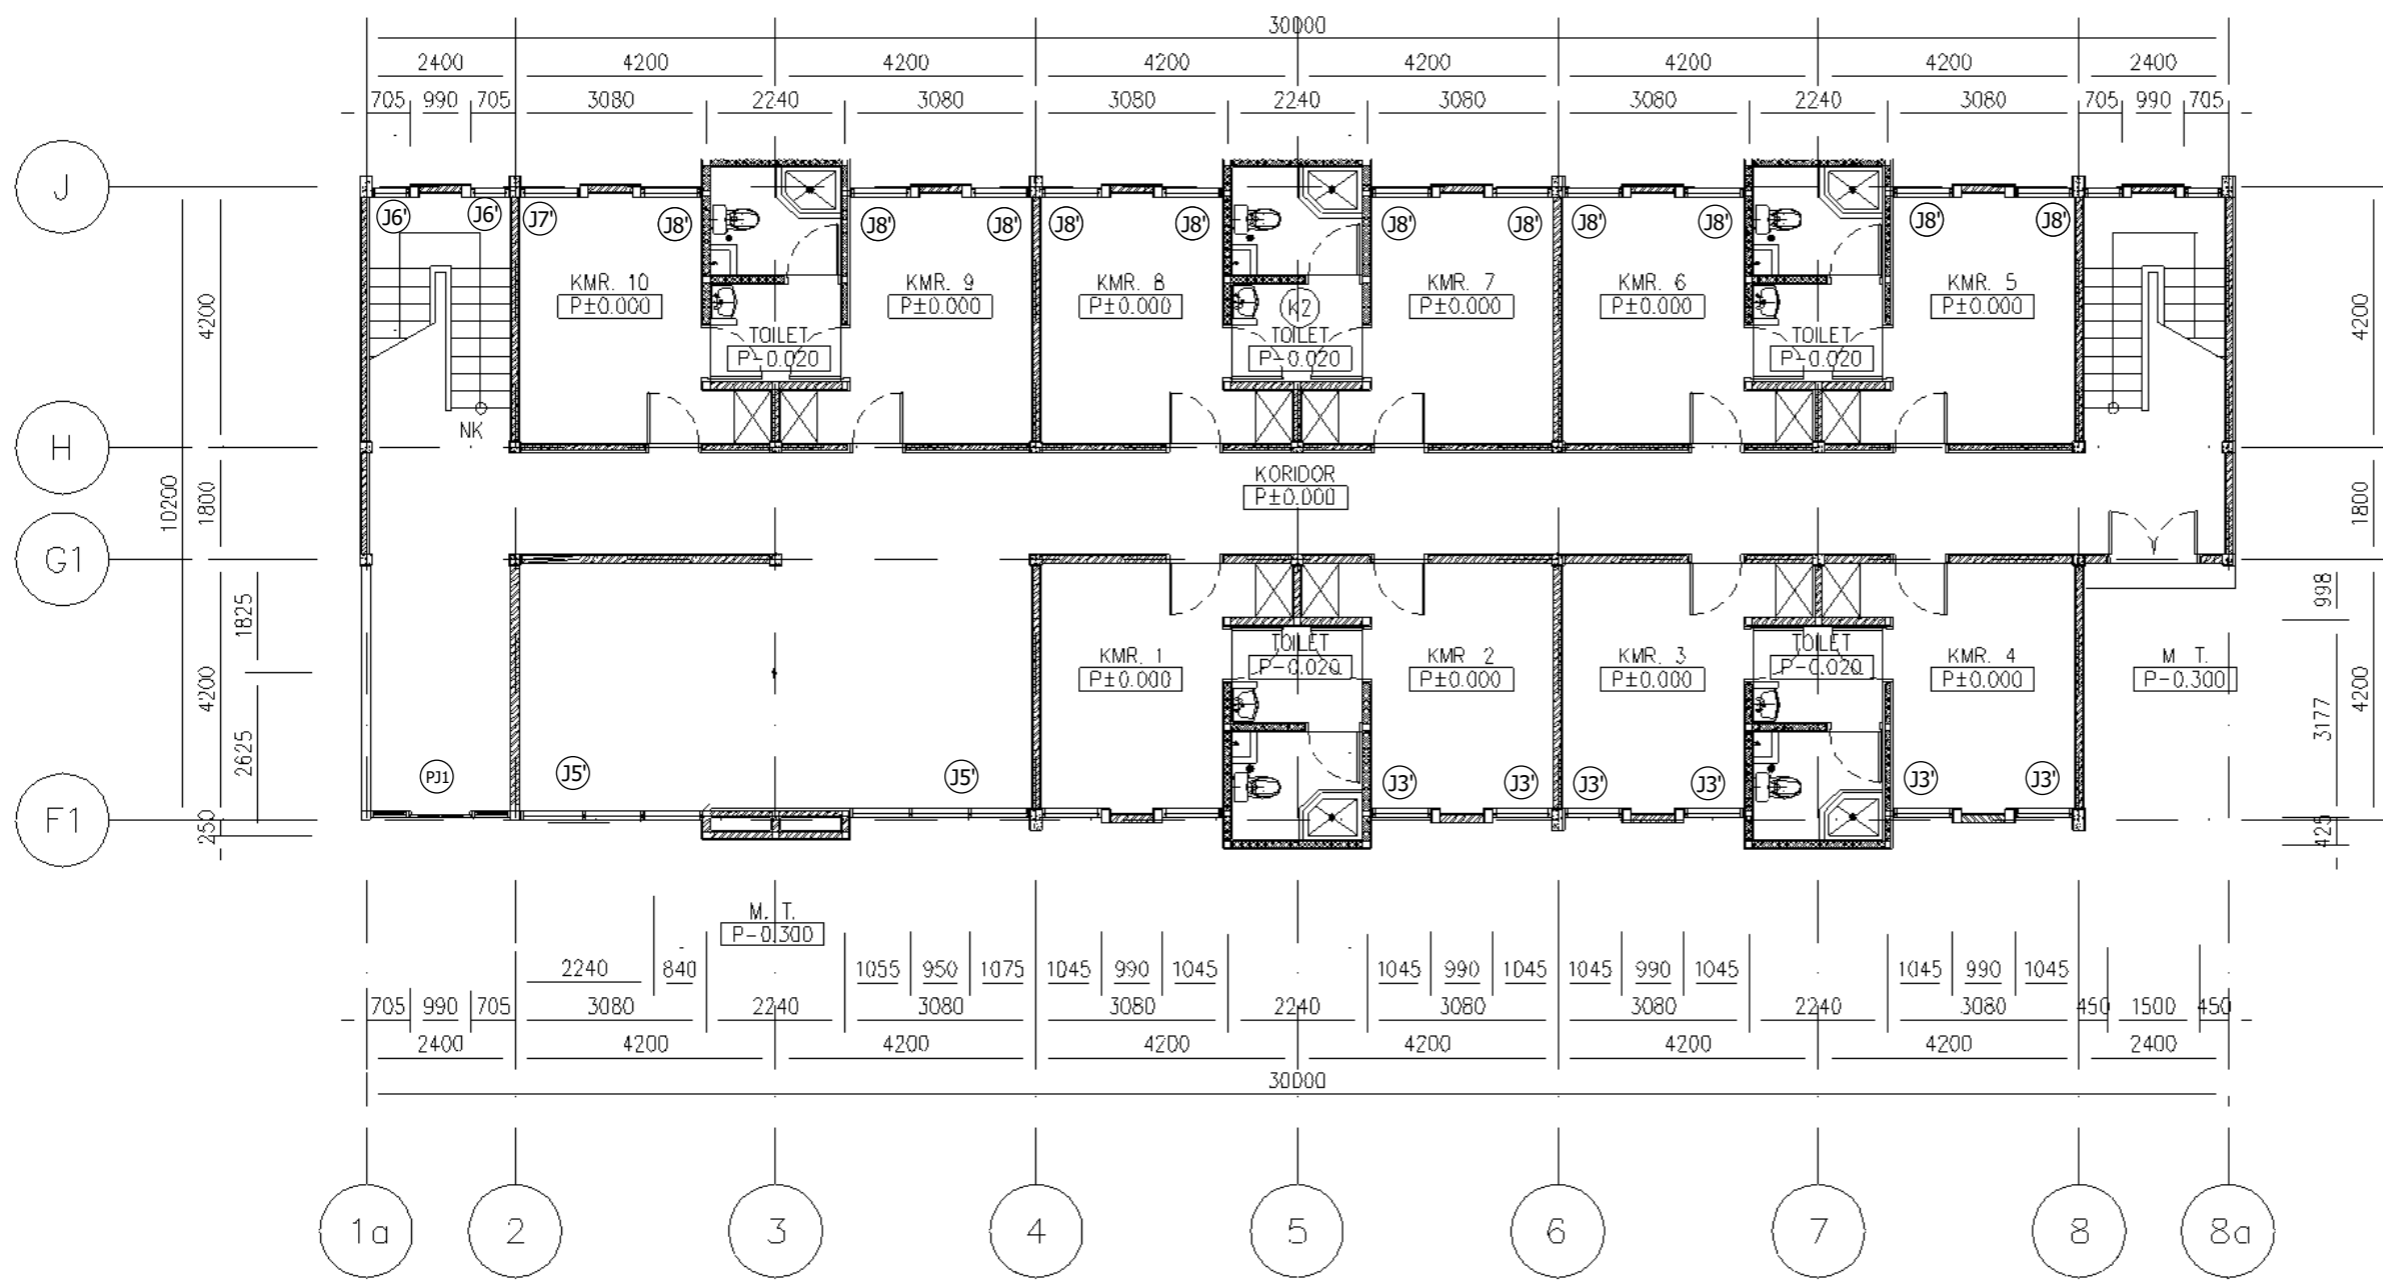 30000
2400 4200 4200 4200 4200 4200 4200 2400
705 990 705 3080 2240 3080 3080 2240 3080 3080 2240 3080 705 990 705
J
J6' J6' J7' J8' J8' J8' J8' J8' J8' J8' J8' J8' J8' J8'
KMR. 10 KMR. 9 KMR. 8 KMR. 7 KMR. 6 KMR. 5
P±0.000 P±0.000 P±0.000 P±0.000 P±0.000 P±0.000
K2
4200 4200
TOILET TOILET TOILET
P-0.020 P-0.020 P-0.020
NK
H
KORIDOR
P±0.000
10200 1800 1800
G1
1825 998
TOILET TOILET
KMR. 1 KMR 2 KMR. 3 KMR. 4 M T.
P-0.020 P-0.020
P±0.000 P±0.000 P±0.000 P±0.000 P-0.300
4200 4200
2625 3177
PJ1 J5' J5' J3' J3' J3' J3' J3' J3'
F1
250 425
M. T.
P-0.300
2240 840 1055 950 1075 1045 990 1045 1045 990 1045 1045 990 1045 1045 990 1045
705 990 705 3080 2240 3080 3080 2240 3080 3080 2240 3080 450 1500 450
2400 4200 4200 4200 4200 4200 4200 2400
30000
1a 2 3 4 5 6 7 8 8a